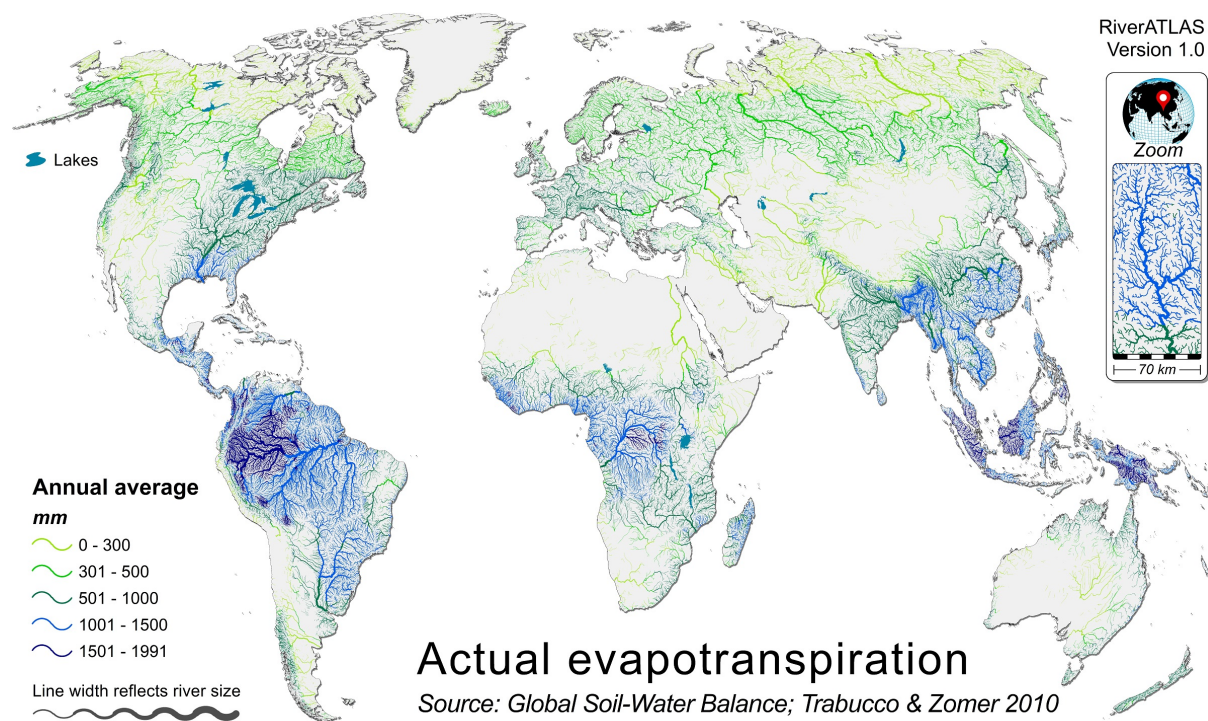 RiverATLAS
Version 1.0
Zoom
70 km
Lakes
Annual average
mm
0 - 300
301 - 500
501 - 1000
1001 - 1500
1501 - 1991
Line width reflects river size
Actual evapotranspiration
Source: Global Soil-Water Balance; Trabucco & Zomer 2010